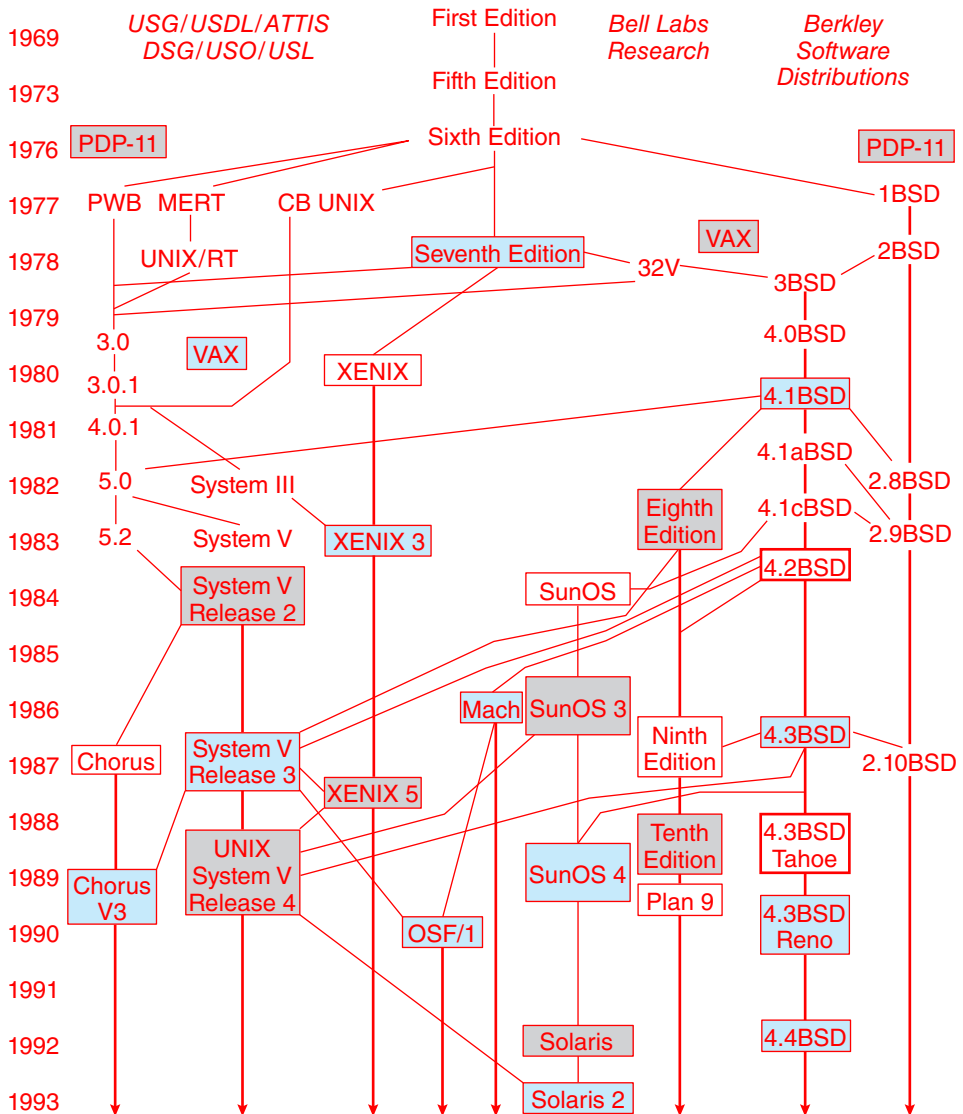 First Edition
USG/USDL/ATTIS
DSG/USO/USL
Bell Labs
Research
Berkley
Software
Distributions
1969
Fifth Edition
1973
Sixth Edition
1976
PDP-11
PDP-11
1977
PWB
MERT
CB UNIX
1BSD
VAX
1978
UNIX/RT
Seventh Edition
32V
2BSD
3BSD
1979
3.0
VAX
4.0BSD
1980
3.0.1
XENIX
4.1BSD
1981
4.0.1
4.1aBSD
1982
5.0
System III
2.8BSD
Eighth
Edition
4.1cBSD
1983
5.2
System V
XENIX 3
2.9BSD
4.2BSD
1984
System V
Release 2
SunOS
1985
1986
Mach
SunOS 3
1987
Chorus
System V
Release 3
Ninth
Edition
4.3BSD
2.10BSD
XENIX 5
1988
UNIX
System V
Release 4
Tenth
Edition
4.3BSD
Tahoe
1989
Chorus
V3
SunOS 4
Plan 9
1990
OSF/1
4.3BSD
Reno
1991
1992
Solaris
4.4BSD
1993
Solaris 2